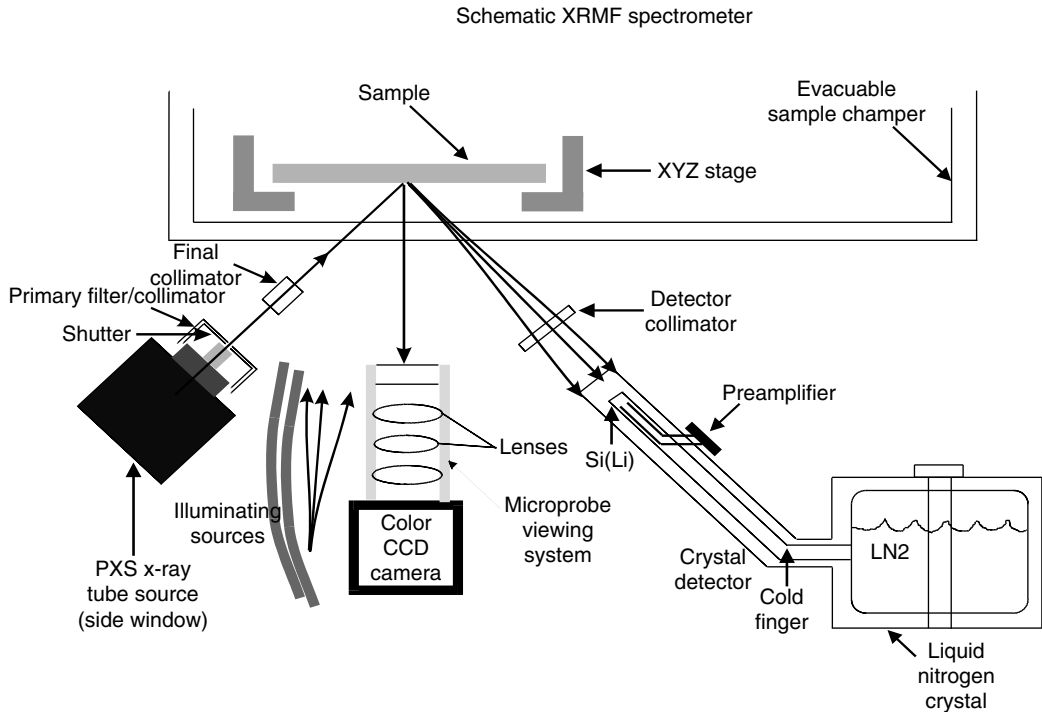 Schematic XRMF spectrometer
Sample
Evacuable
sample champer
XYZ stage
Final
collimator
Primary filter/collimator
Shutter
Detector
collimator
Preamplifier
Si(Li)
Lenses
Illuminating
sources
Microprobe
viewing
system
Color
CCD
camera
PXS x-ray
tube source
(side window)
Crystal
detector
Cold
finger
LN2
Liquid
nitrogen
crystal